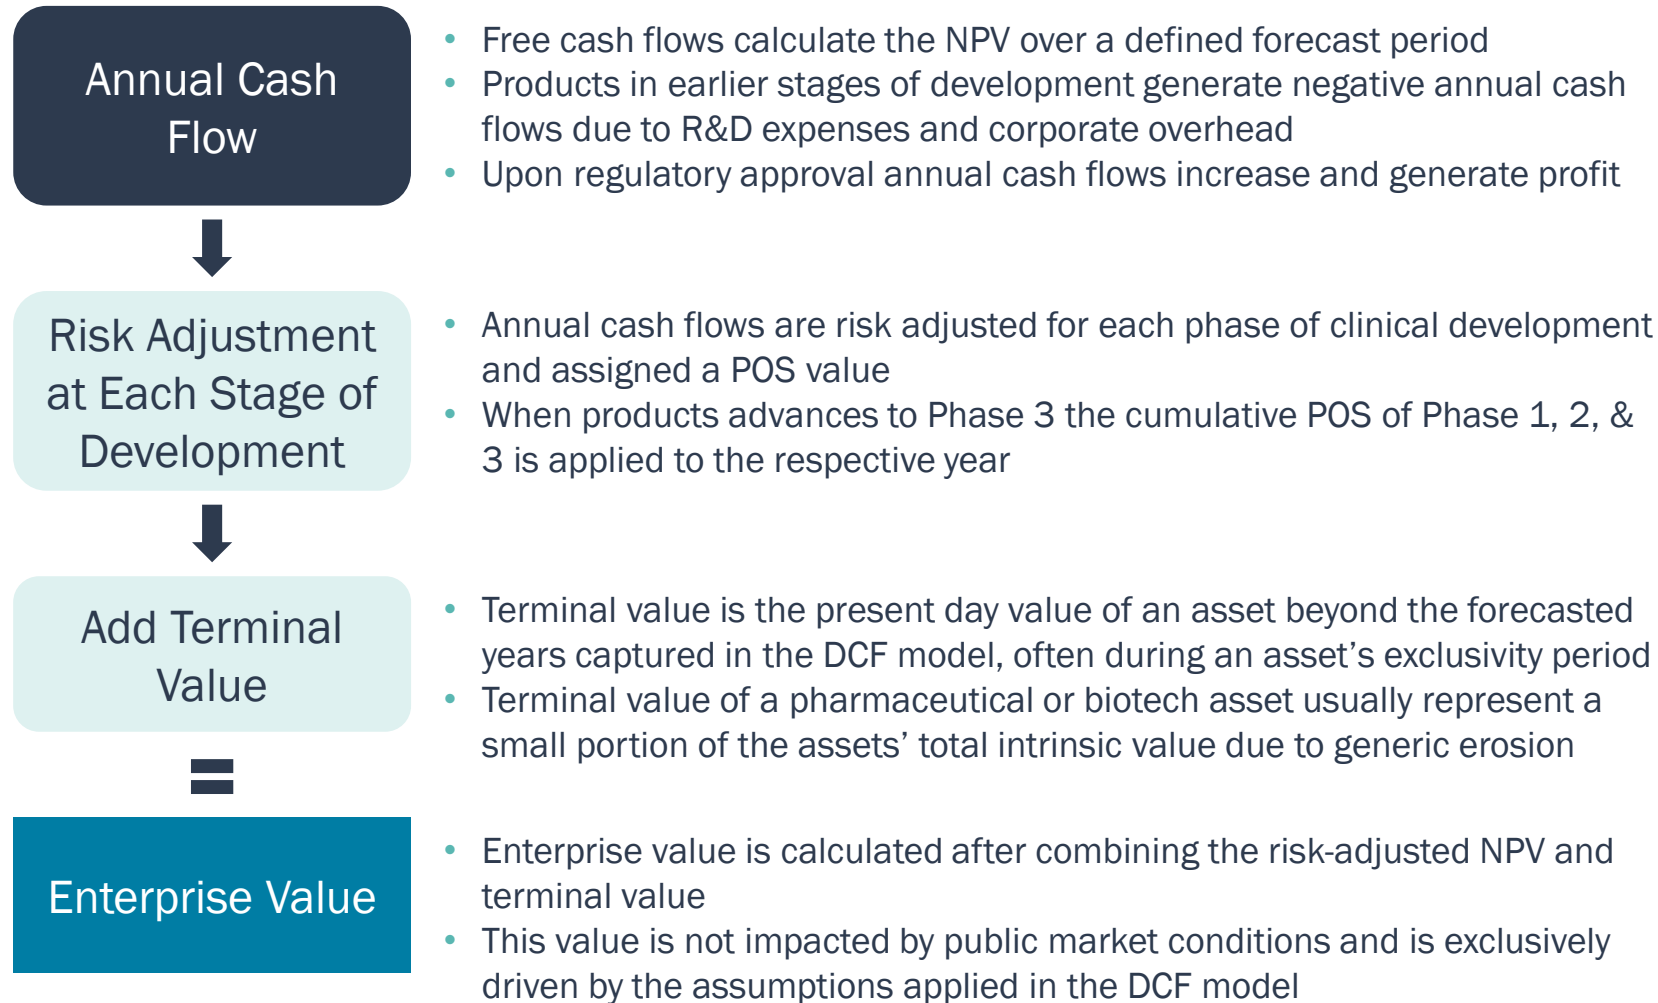 Annual Cash
Flow
• Free cash flows calculate the NPV over a defined forecast period
• Products in earlier stages of development generate negative annual cash
flows due to R&D expenses and corporate overhead
• Upon regulatory approval annual cash flows increase and generate profit
Risk Adjustment
at Each Stage of
Development
• Annual cash flows are risk adjusted for each phase of clinical development
and assigned a POS value
• When products advances to Phase 3 the cumulative POS of Phase 1, 2, &
3 is applied to the respective year
Add Terminal
Value
• Terminal value is the present day value of an asset beyond the forecasted
years captured in the DCF model, often during an asset’s exclusivity period
• Terminal value of a pharmaceutical or biotech asset usually represent a
small portion of the assets’ total intrinsic value due to generic erosion
Enterprise Value
• Enterprise value is calculated after combining the risk-adjusted NPV and
terminal value
• This value is not impacted by public market conditions and is exclusively
driven by the assumptions applied in the DCF model